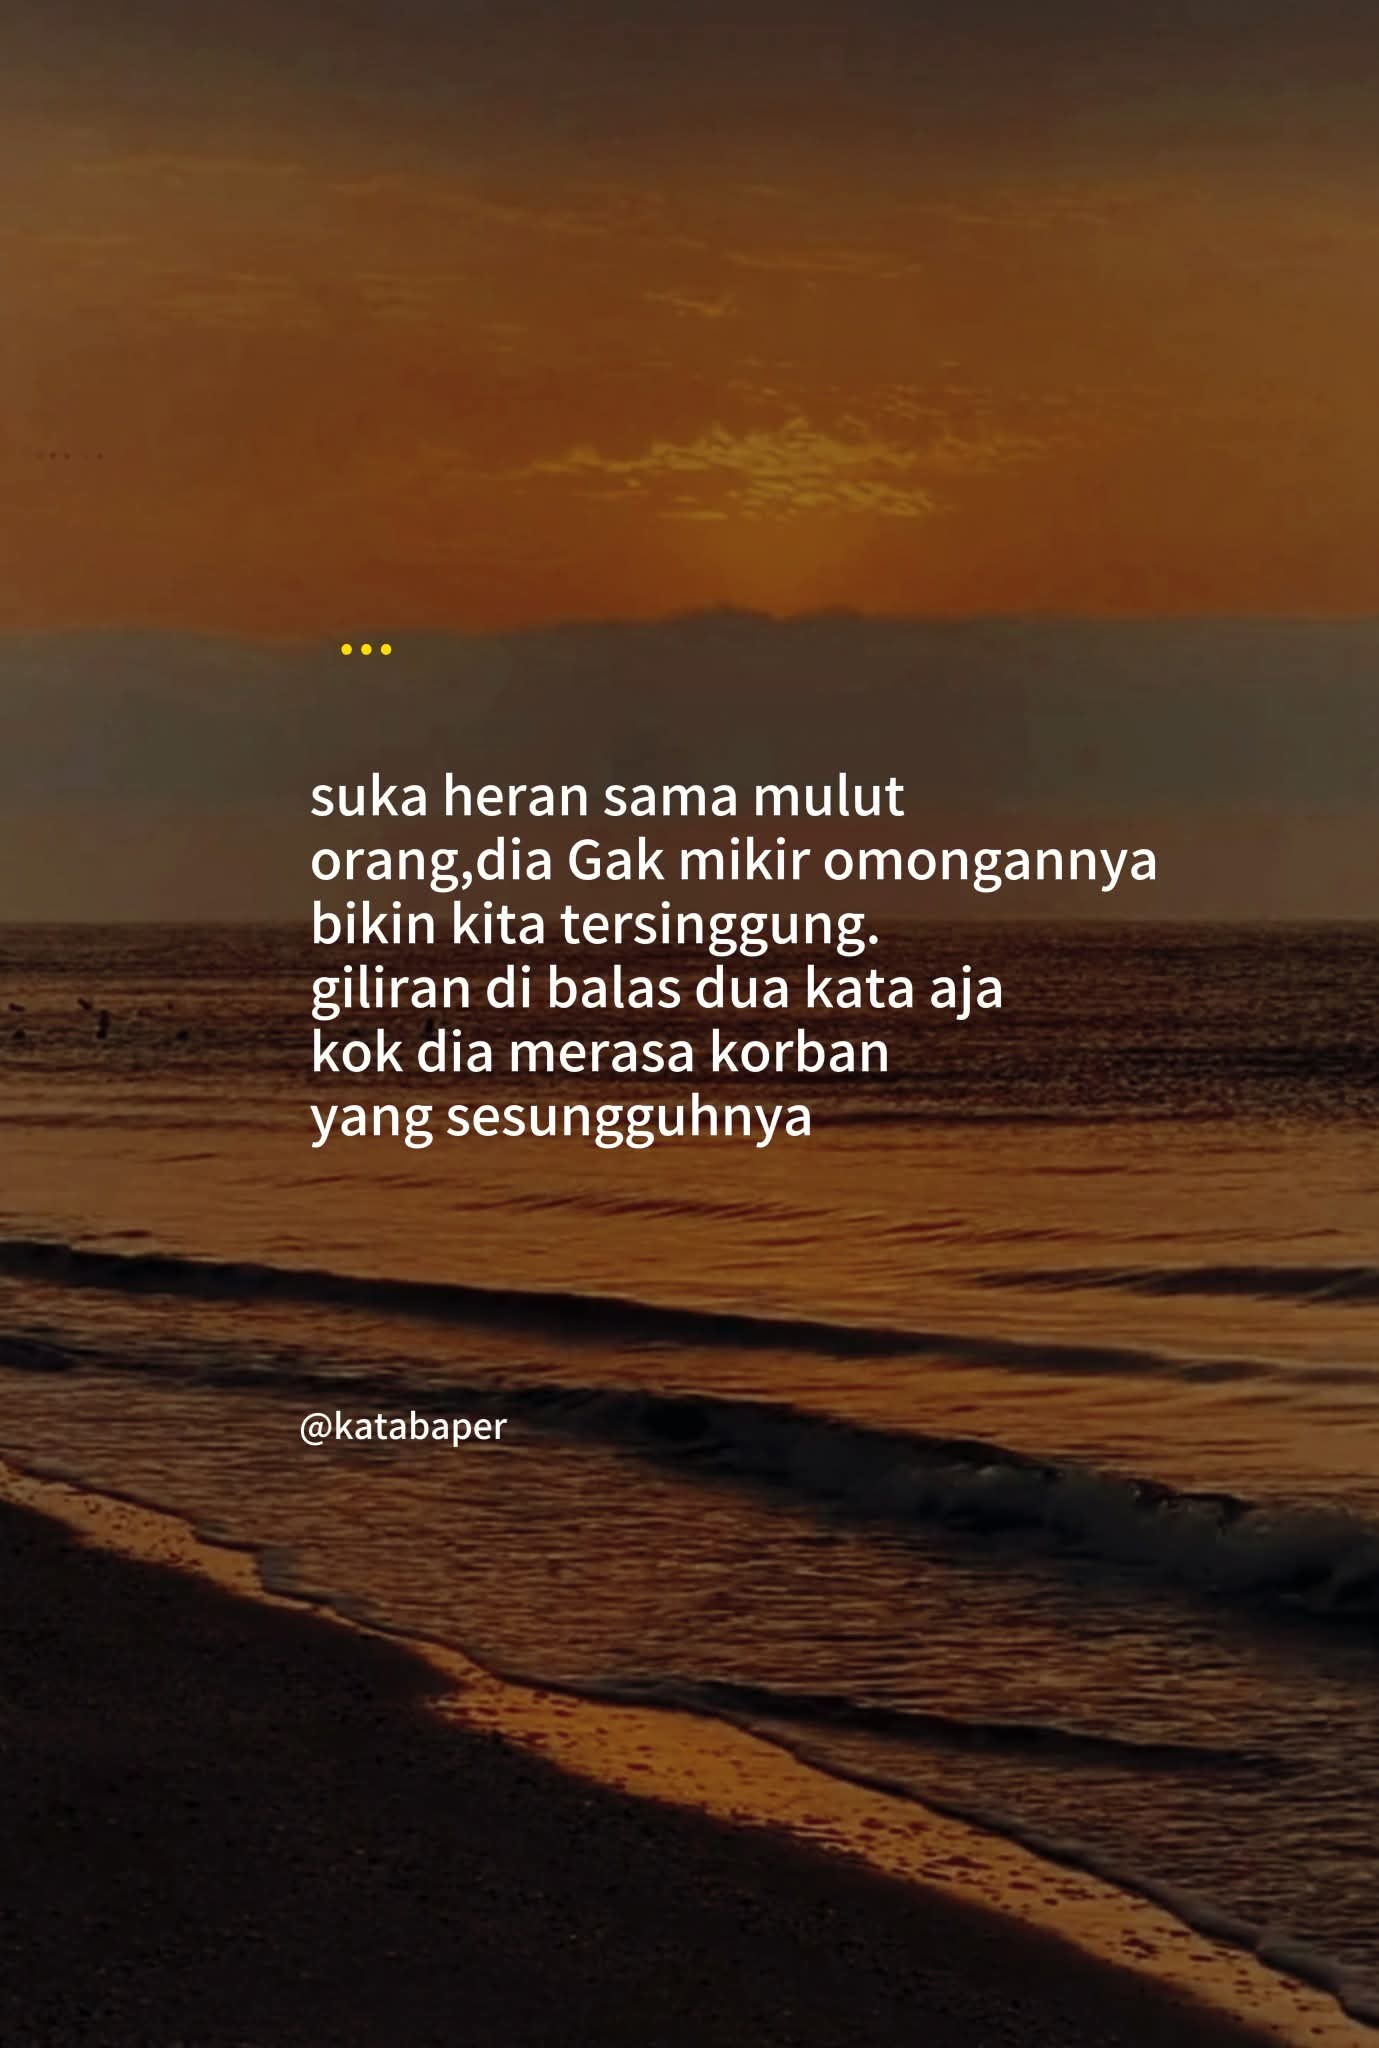 ...
suka heran sama mulut
orang,dia Gak mikir omongannya
bikin kita tersinggung.
giliran di balas dua kata aja
kok dia merasa korban
yang sesungguhnya
@katabaper